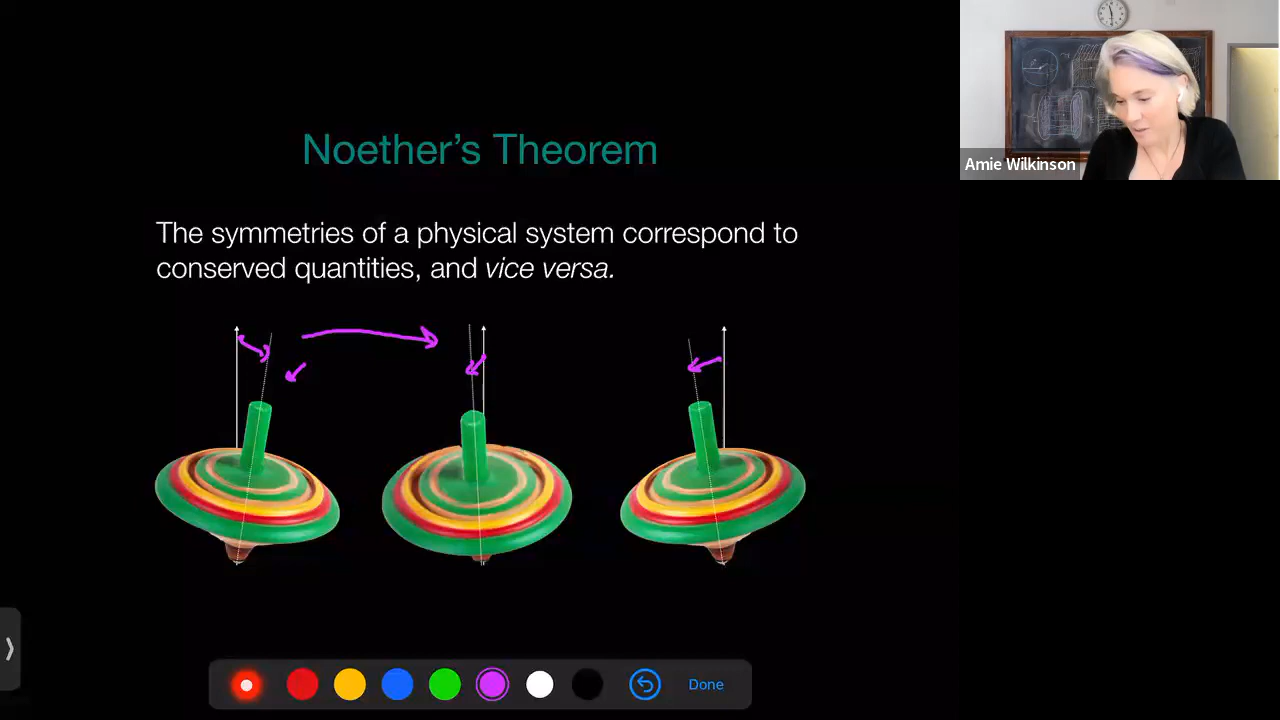 Noether's Theorem
The symmetries of a physical system correspond to
conserved quantities, and vice versa.
Amie Wilkinson
Done